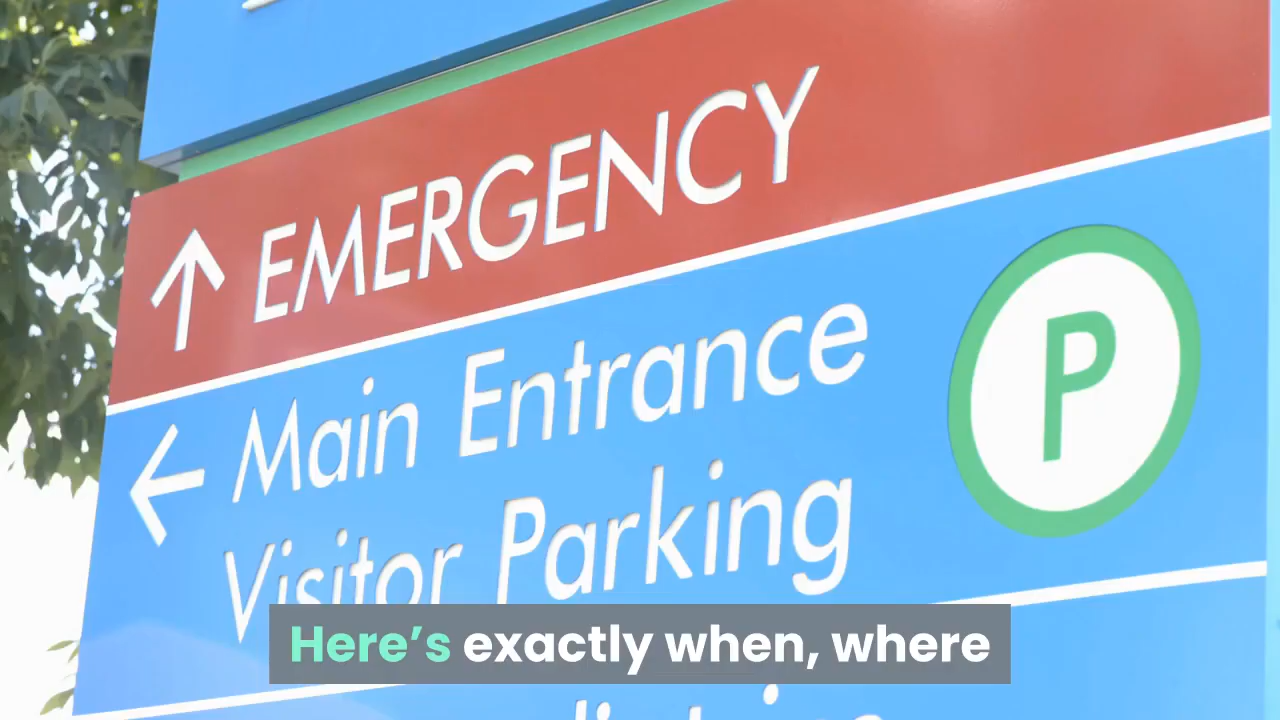 EMERGENCY
Main Entrance
Visitor Parking
P
Here’s exactly when, where